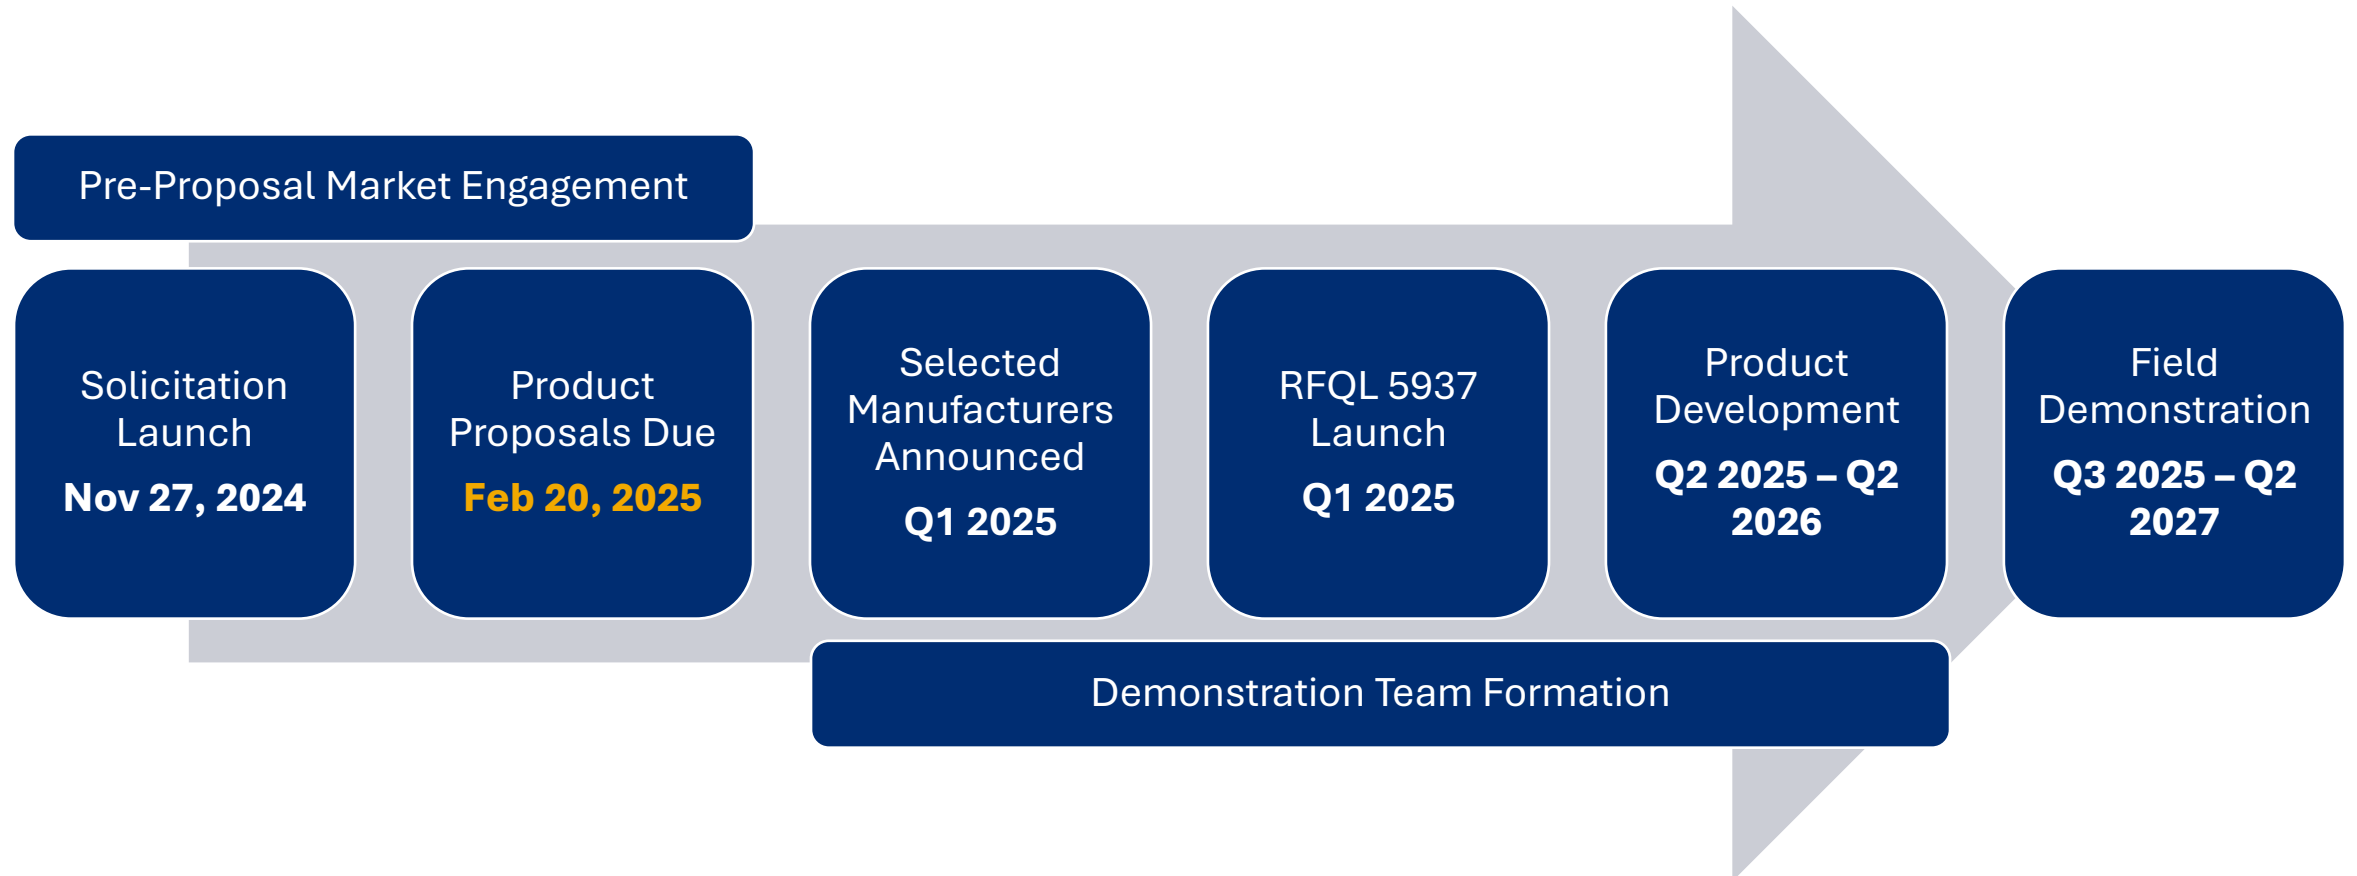 Pre-Proposal Market Engagement
Solicitation
Launch
Nov 27, 2024
Product
Proposals Due
Feb 20, 2025
Selected
Manufacturers
Announced
Q1 2025
RFQL 5937
Launch
Q1 2025
Product
Development
Q2 2025 – Q2
2026
Field
Demonstration
Q3 2025 – Q2
2027
Demonstration Team Formation